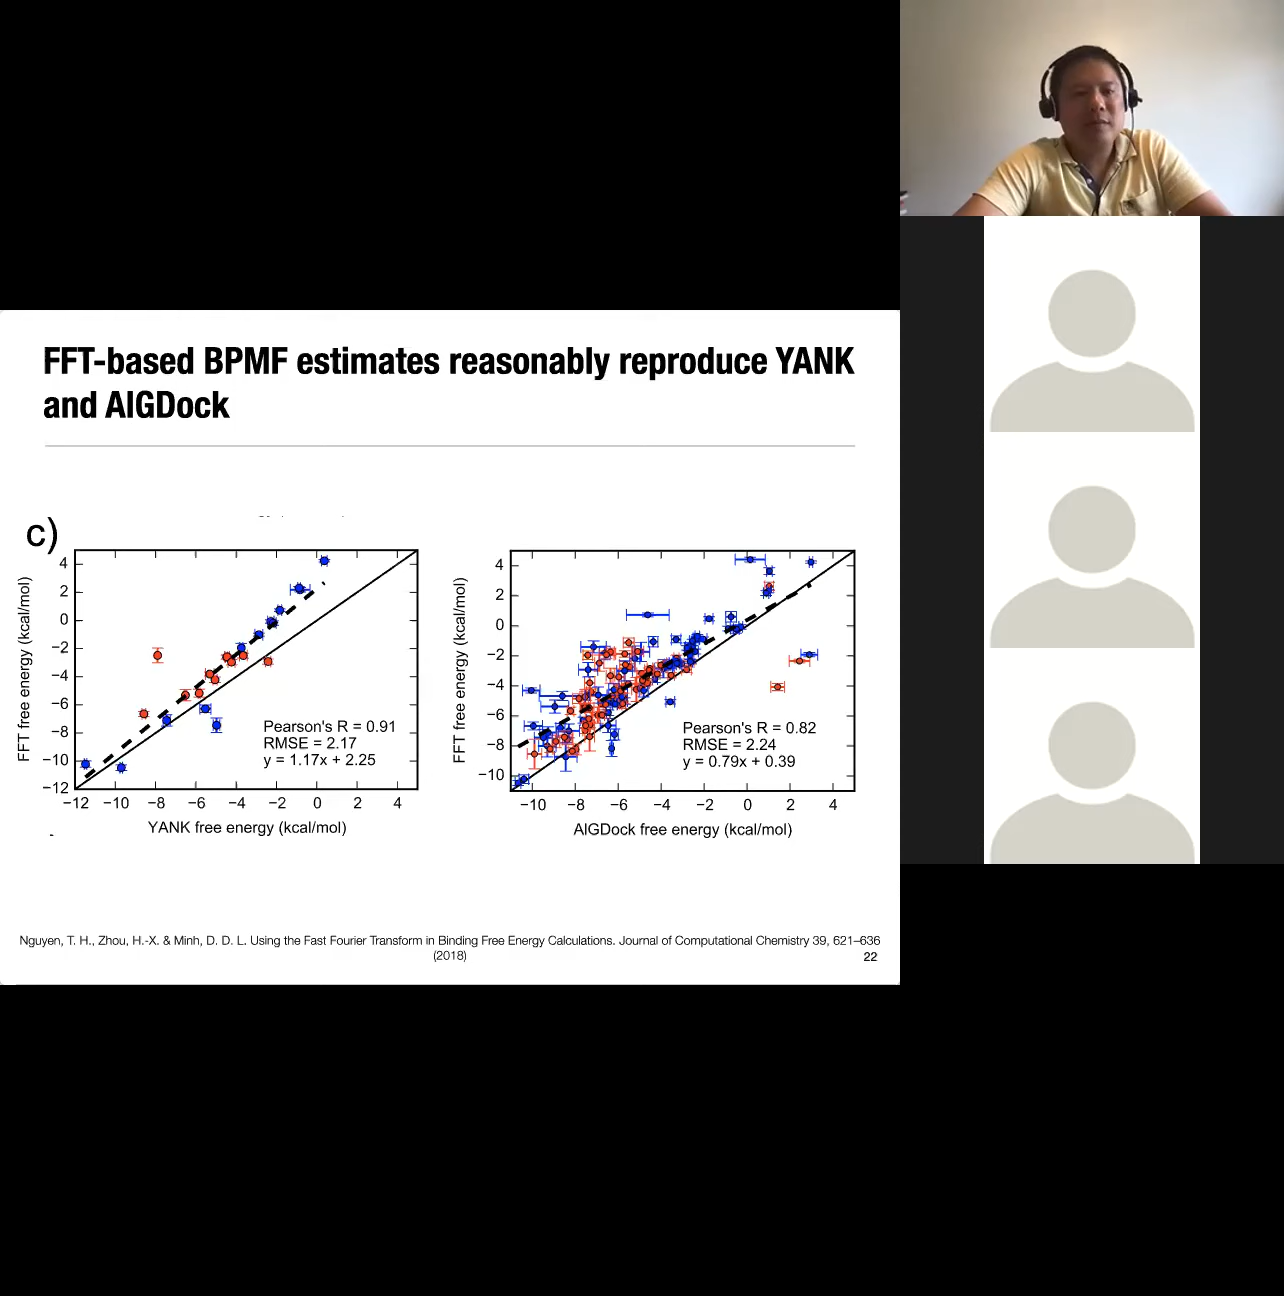 FFT-based BPMF estimates reasonably reproduce YANK
and AlGDock
c)
4
2
0
−2
−4
−6
−8
−10
−12
FFT free energy (kcal/mol)
Pearson's R = 0.91
RMSE = 2.17
y = 1.17x + 2.25
−12 −10 −8 −6 −4 −2 0 2 4
YANK free energy (kcal/mol)
4
2
0
−2
−4
−6
−8
−10
FFT free energy (kcal/mol)
Pearson's R = 0.82
RMSE = 2.24
y = 0.79x + 0.39
−10 −8 −6 −4 −2 0 2 4
AlGDock free energy (kcal/mol)
Nguyen, T. H., Zhou, H.-X. & Minh, D. D. L. Using the Fast Fourier Transform in Binding Free Energy Calculations. Journal of Computational Chemistry 39, 621–636
(2018)
22